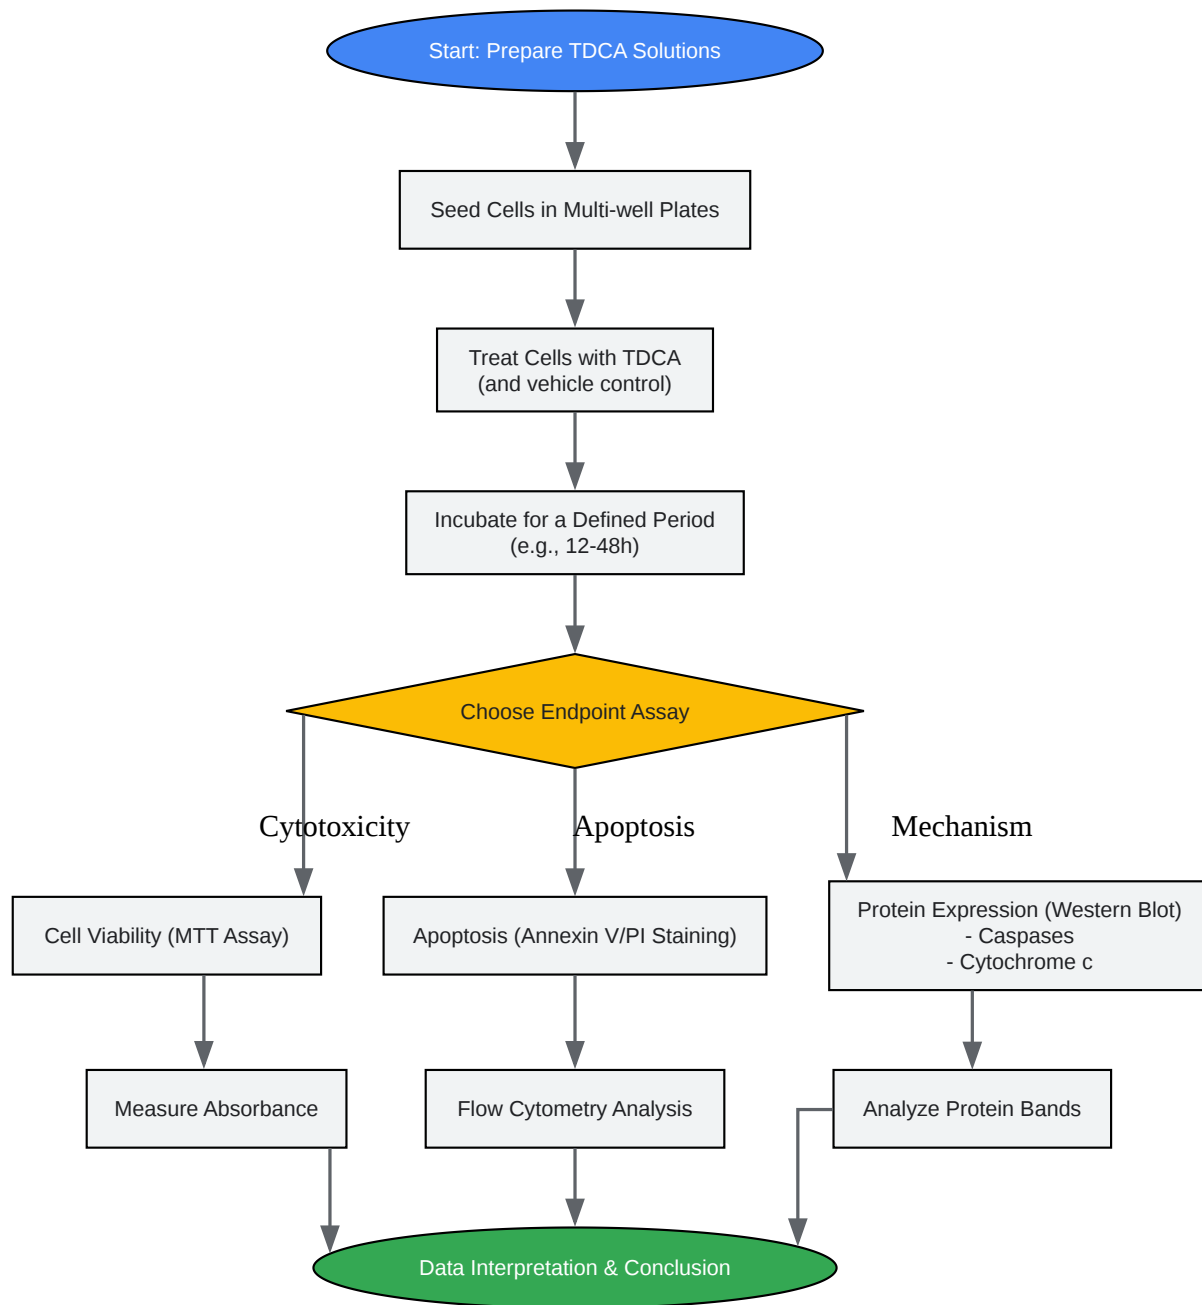 Start: Prepare TDCA Solutions
Seed Cells in Multi-well Plates
Treat Cells with TDCA
(and vehicle control)
Incubate for a Defined Period
(e.g., 12-48h)
Choose Endpoint Assay
Cytotoxicity
Apoptosis
Mechanism
Cell Viability (MTT Assay)
Apoptosis (Annexin V/PI Staining)
Protein Expression (Western Blot)
- Caspases
- Cytochrome c
Measure Absorbance
Flow Cytometry Analysis
Analyze Protein Bands
Data Interpretation & Conclusion